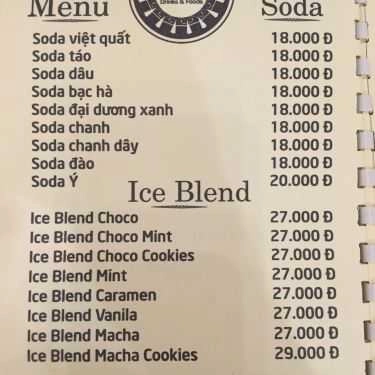 Menu Soda
Drinks & Foods
Soda việt quất 18.000 Đ
Soda táo 18.000 Đ
Soda dâu 18.000 Đ
Soda bạc hà 18.000 Đ
Soda đại dương xanh 18.000 Đ
Soda chanh 18.000 Đ
Soda chanh dây 18.000 Đ
Soda đào 18.000 Đ
Soda Ý 20.000 Đ
Ice Blend
Ice Blend Choco 27.000 Đ
Ice Blend Choco Mint 27.000 Đ
Ice Blend Choco Cookies 27.000 Đ
Ice Blend Mint 27.000 Đ
Ice Blend Caramen 27.000 Đ
Ice Blend Vanila 27.000 Đ
Ice Blend Macha 27.000 Đ
Ice Blend Macha Cookies 29.000 Đ